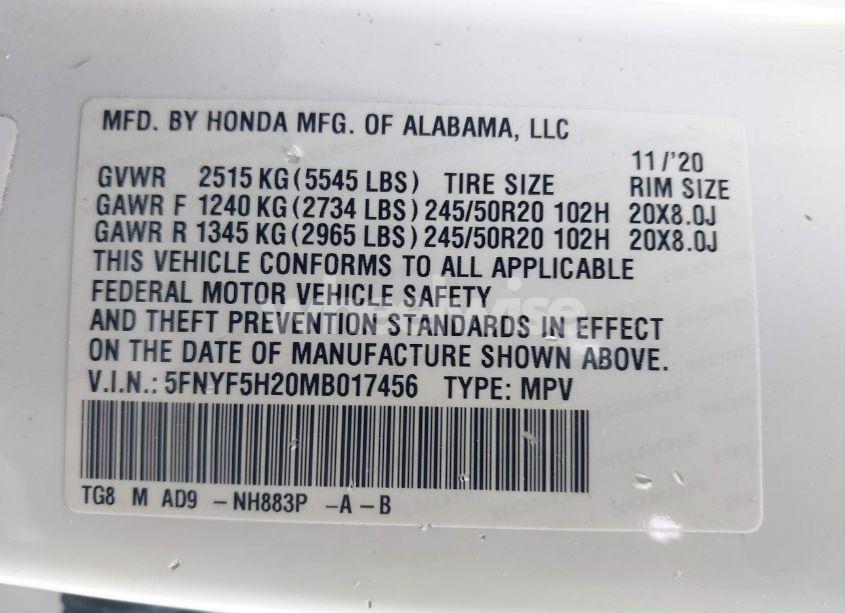 MFD. BY HONDA MFG. OF ALABAMA, LLC
11/'20
GVWR 2515 KG (5545 LBS) TIRE SIZE RIM SIZE
GAWR F 1240 KG (2734 LBS) 245/50R20 102H 20X8.0J
GAWR R 1345 KG (2965 LBS) 245/50R20 102H 20X8.0J
THIS VEHICLE CONFORMS TO ALL APPLICABLE
FEDERAL MOTOR VEHICLE SAFETY
AND THEFT PREVENTION STANDARDS IN EFFECT
ON THE DATE OF MANUFACTURE SHOWN ABOVE.
V.I.N.: 5FNYF5H20MB017456 TYPE: MPV
TG8 M AD9 -NH883P -A-B